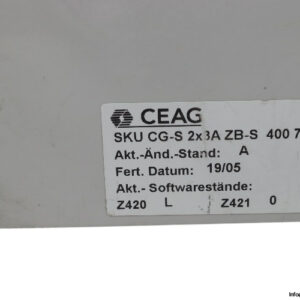 CEAG
SKU CG-S 2x3A ZB-S 400 7
Akt.-Änd.-Stand: A
Fert. Datum: 19/05
Akt.- Softwarestände:
Z420 L Z421 0